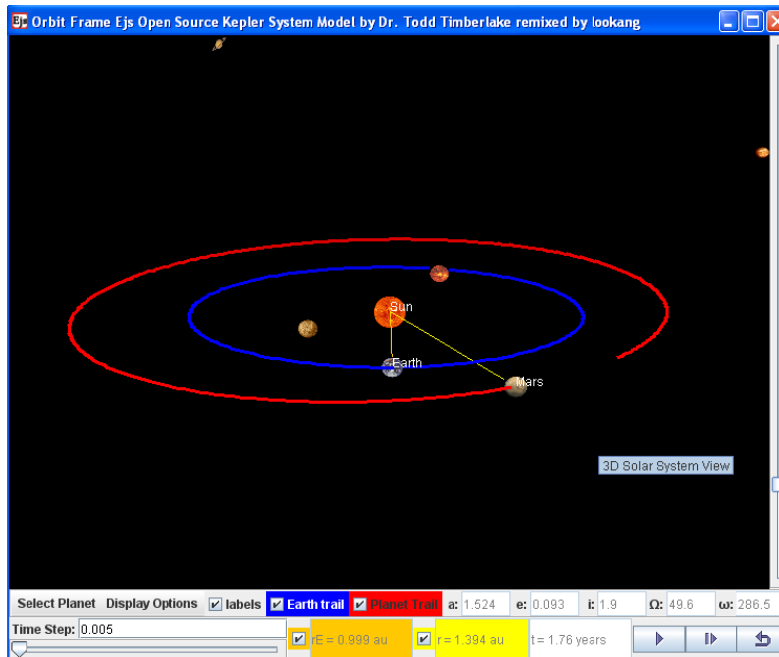 Ejs Orbit Frame Ejs Open Source Kepler System Model by Dr. Todd Timberlake remixed by lookang
Sun
Earth
Mars
3D Solar System View
Select Planet Display Options labels Earth trail Planet Trail a: 1.524 e: 0.093 i: 1.9 Ω: 49.6 ω: 286.5
Time Step: 0.005
rE = 0.999 au r = 1.394 au t = 1.76 years